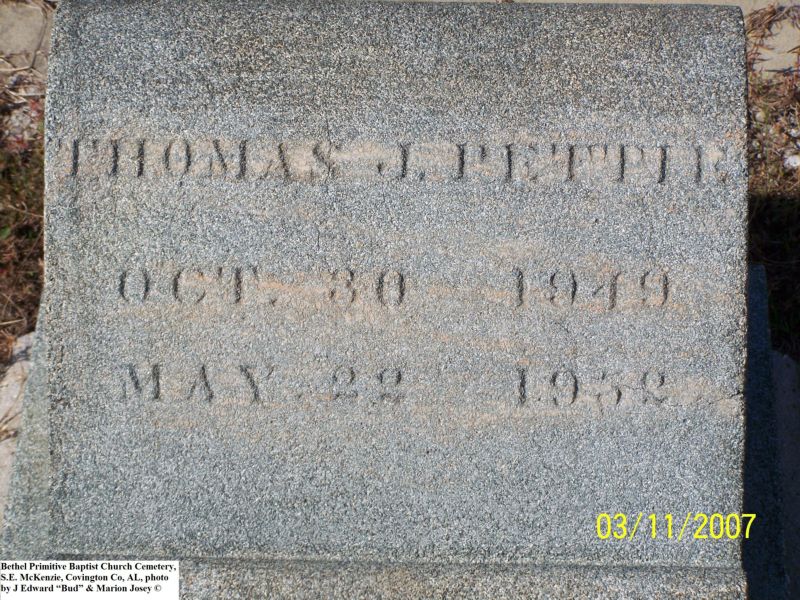 THOMAS J. PETTPIE
OCT. 30 1949
MAY. 22 1952
03/11/2007
Bethel Primitive Baptist Church Cemetery,
S.E. McKenzie, Covington Co, AL, photo
by J Edward “Bud” & Marion Josey ©